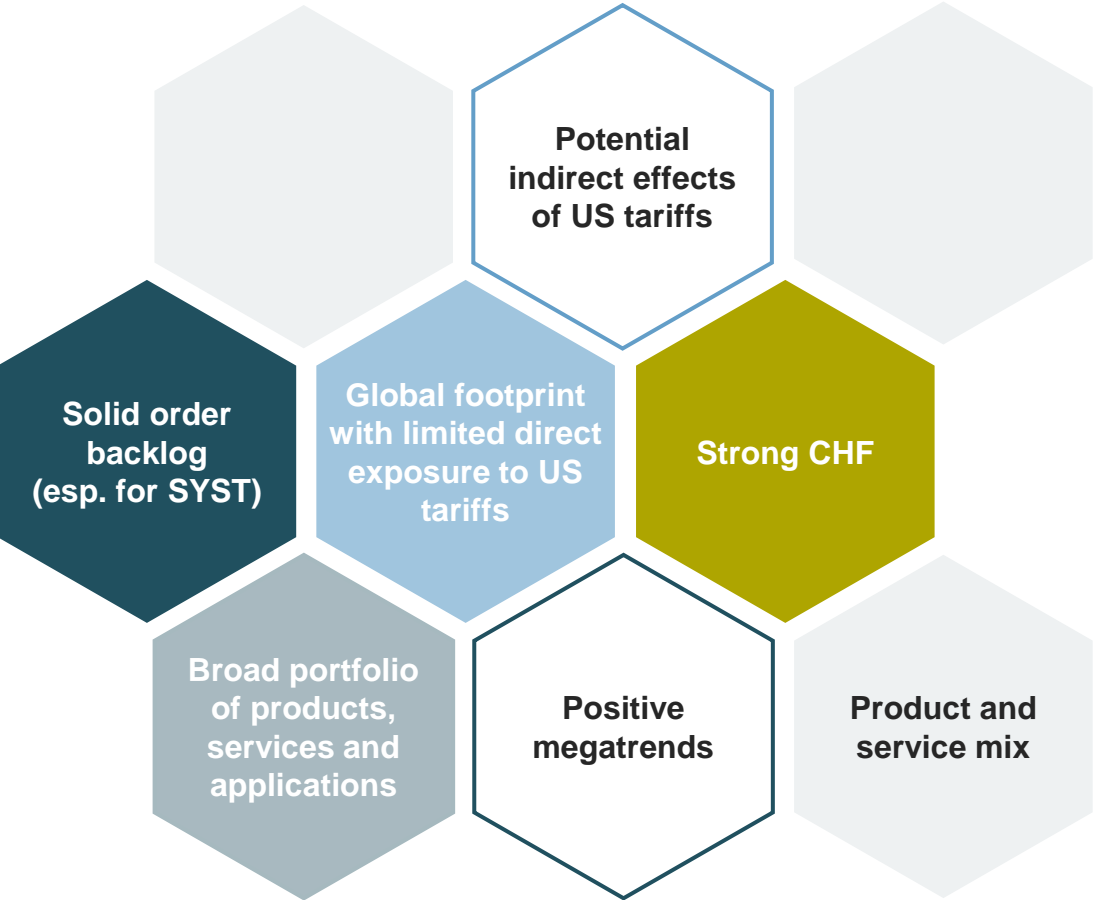 Potential
indirect effects
of US tariffs
Solid order
backlog
(esp. for SYST)
Global footprint
with limited direct
exposure to US
tariffs
Strong CHF
Broad portfolio
of products,
services and
applications
Positive
megatrends
Product and
service mix